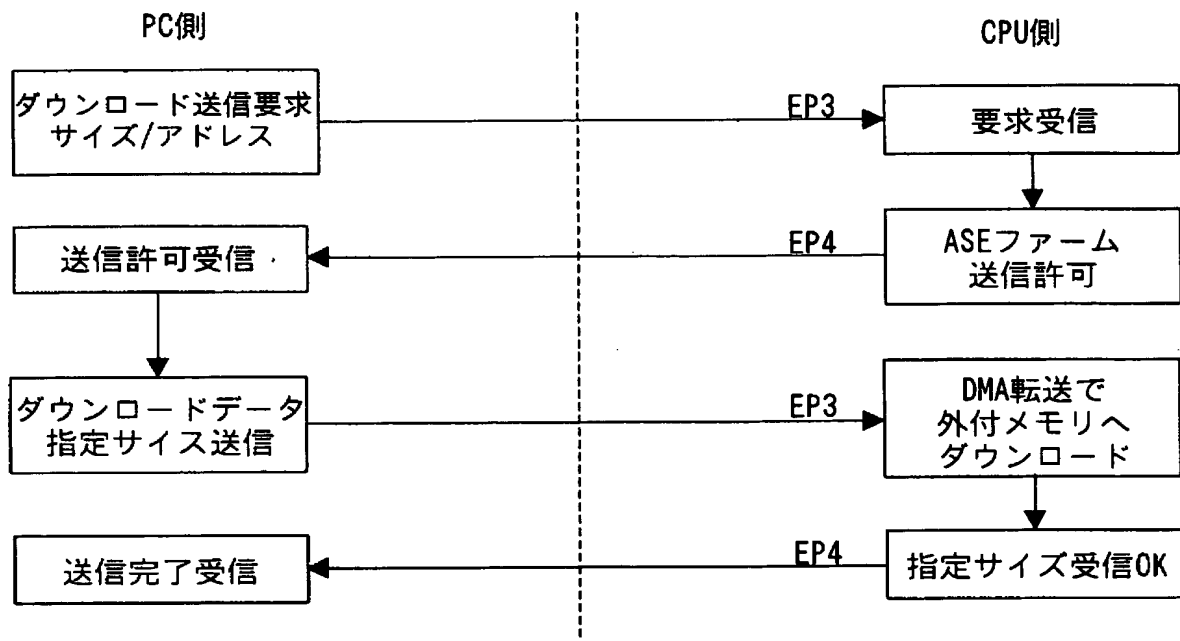 PC側
CPU側
ダウンロード送信要求
サイズ/アドレス
EP3
要求受信
送信許可受信
EP4
ASEファーム
送信許可
ダウンロードデータ
指定サイス送信
EP3
DMA転送で
外付メモリへ
ダウンロード
送信完了受信
EP4
指定サイズ受信OK